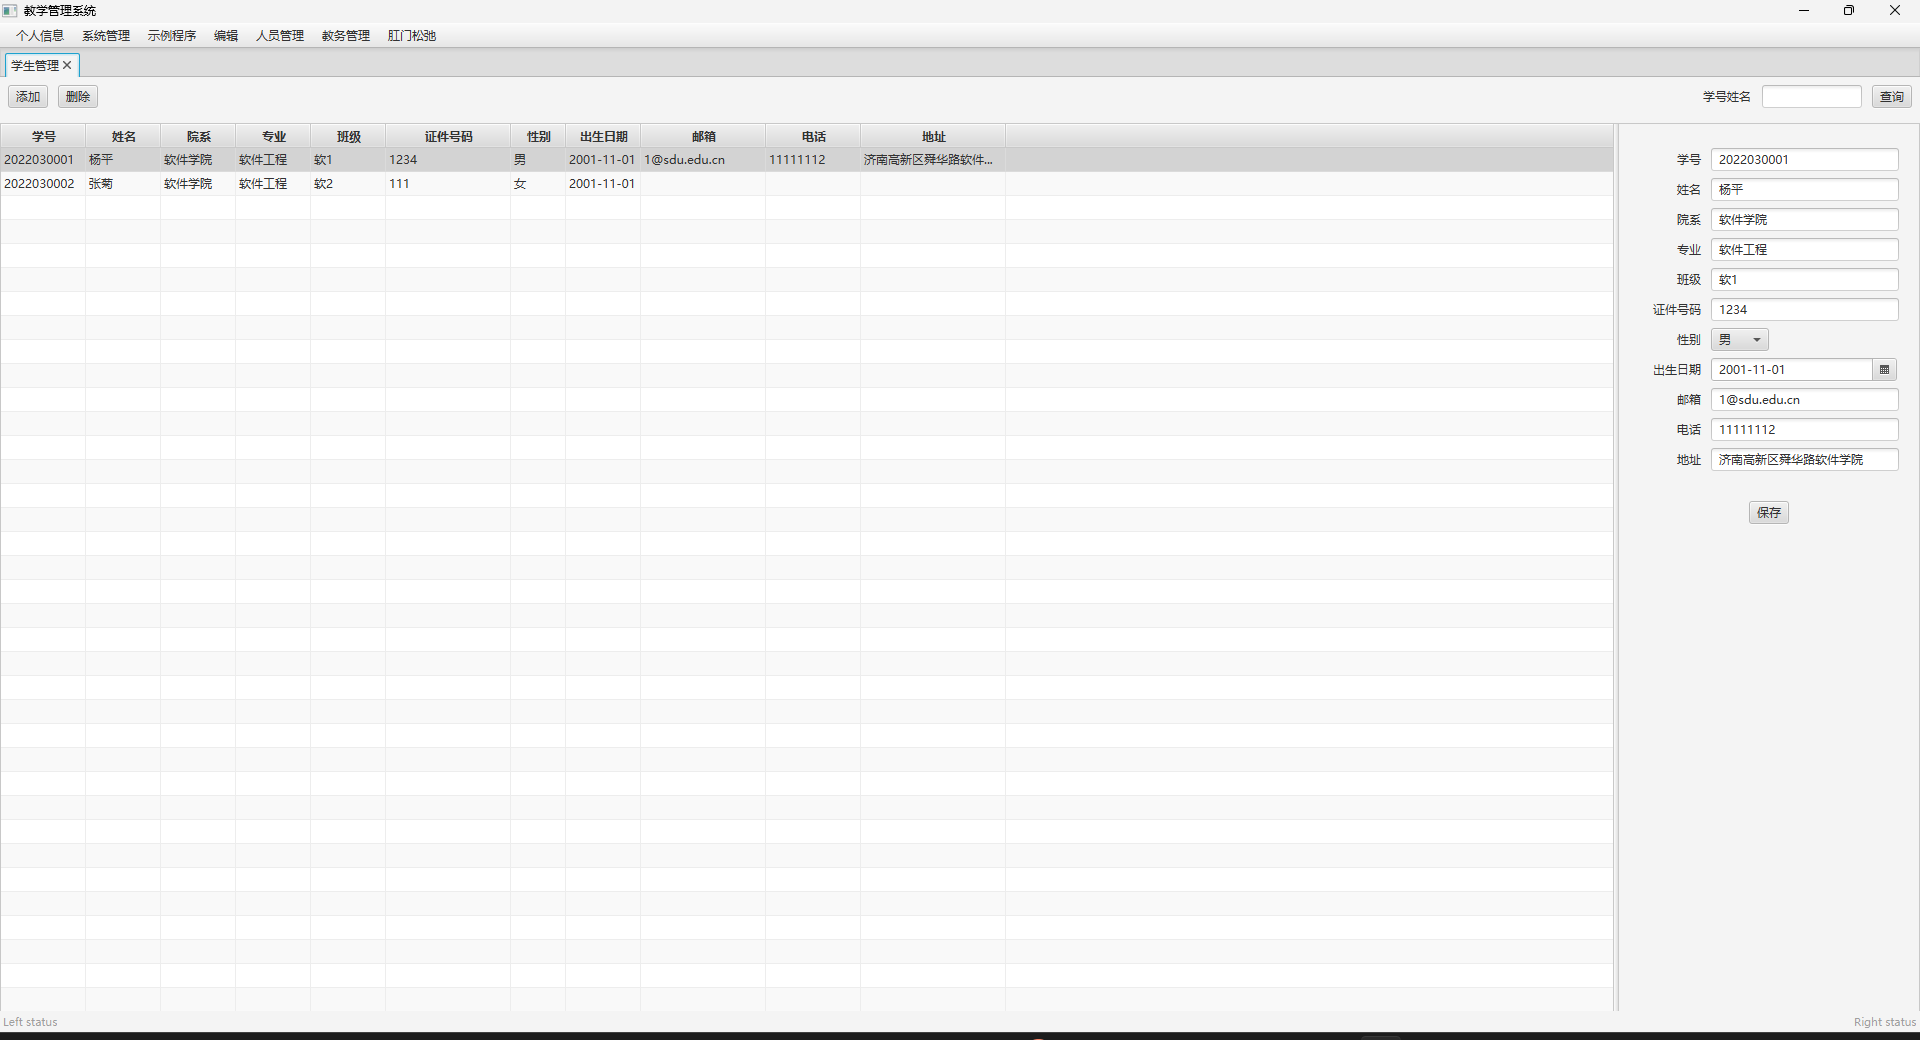 教学管理系统
个人信息 系统管理 示例程序 编辑 人员管理 教务管理 肛门松弛
学生管理
添加 删除 学号姓名 查询
学号 姓名 院系 专业 班级 证件号码 性别 出生日期 邮箱 电话 地址
2022030001 杨平 软件学院 软件工程 软1 1234 男 2001-11-01 1@sdu.edu.cn 11111112 济南高新区舜华路软件...
2022030002 张菊 软件学院 软件工程 软2 111 女 2001-11-01
学号 2022030001
姓名 杨平
院系 软件学院
专业 软件工程
班级 软1
证件号码 1234
性别 男
出生日期 2001-11-01
邮箱 1@sdu.edu.cn
电话 11111112
地址 济南高新区舜华路软件学院
保存
Left status Right status